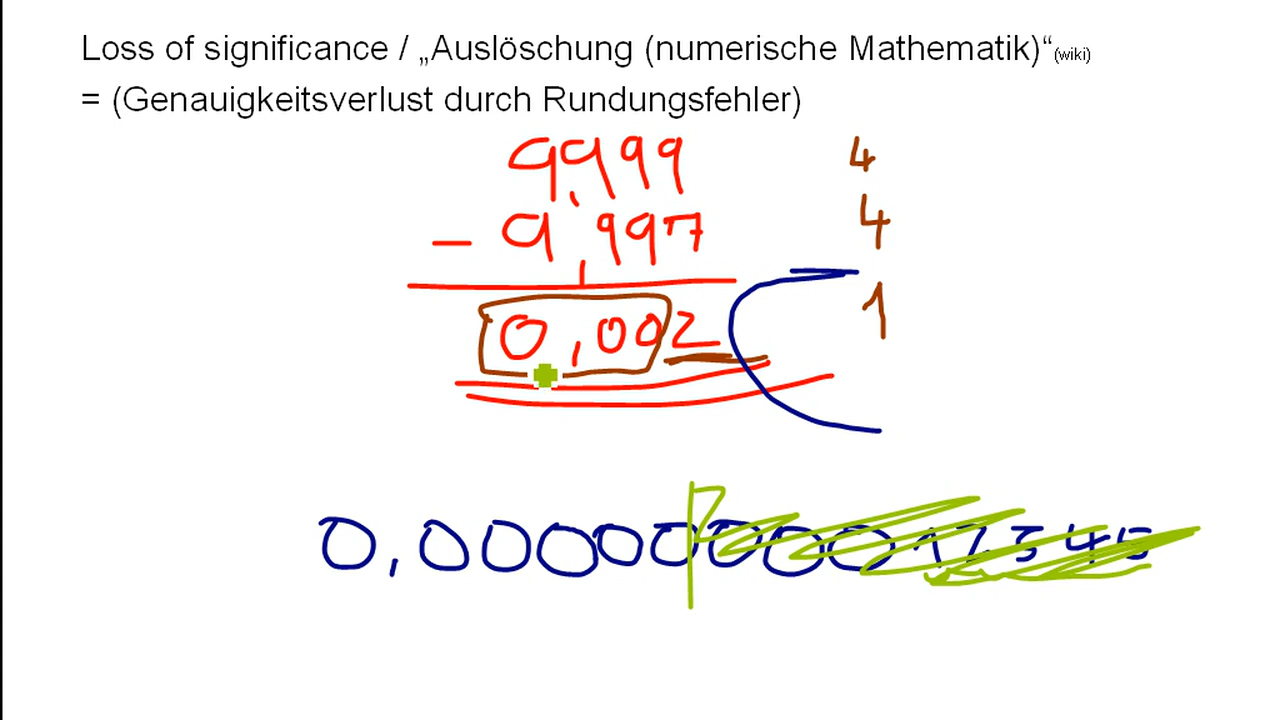 Loss of significance / „Auslöschung (numerische Mathematik)“(wiki)
= (Genauigkeitsverlust durch Rundungsfehler)
9,999 4
- 9,997 4
0,002 1
0,00000000012345